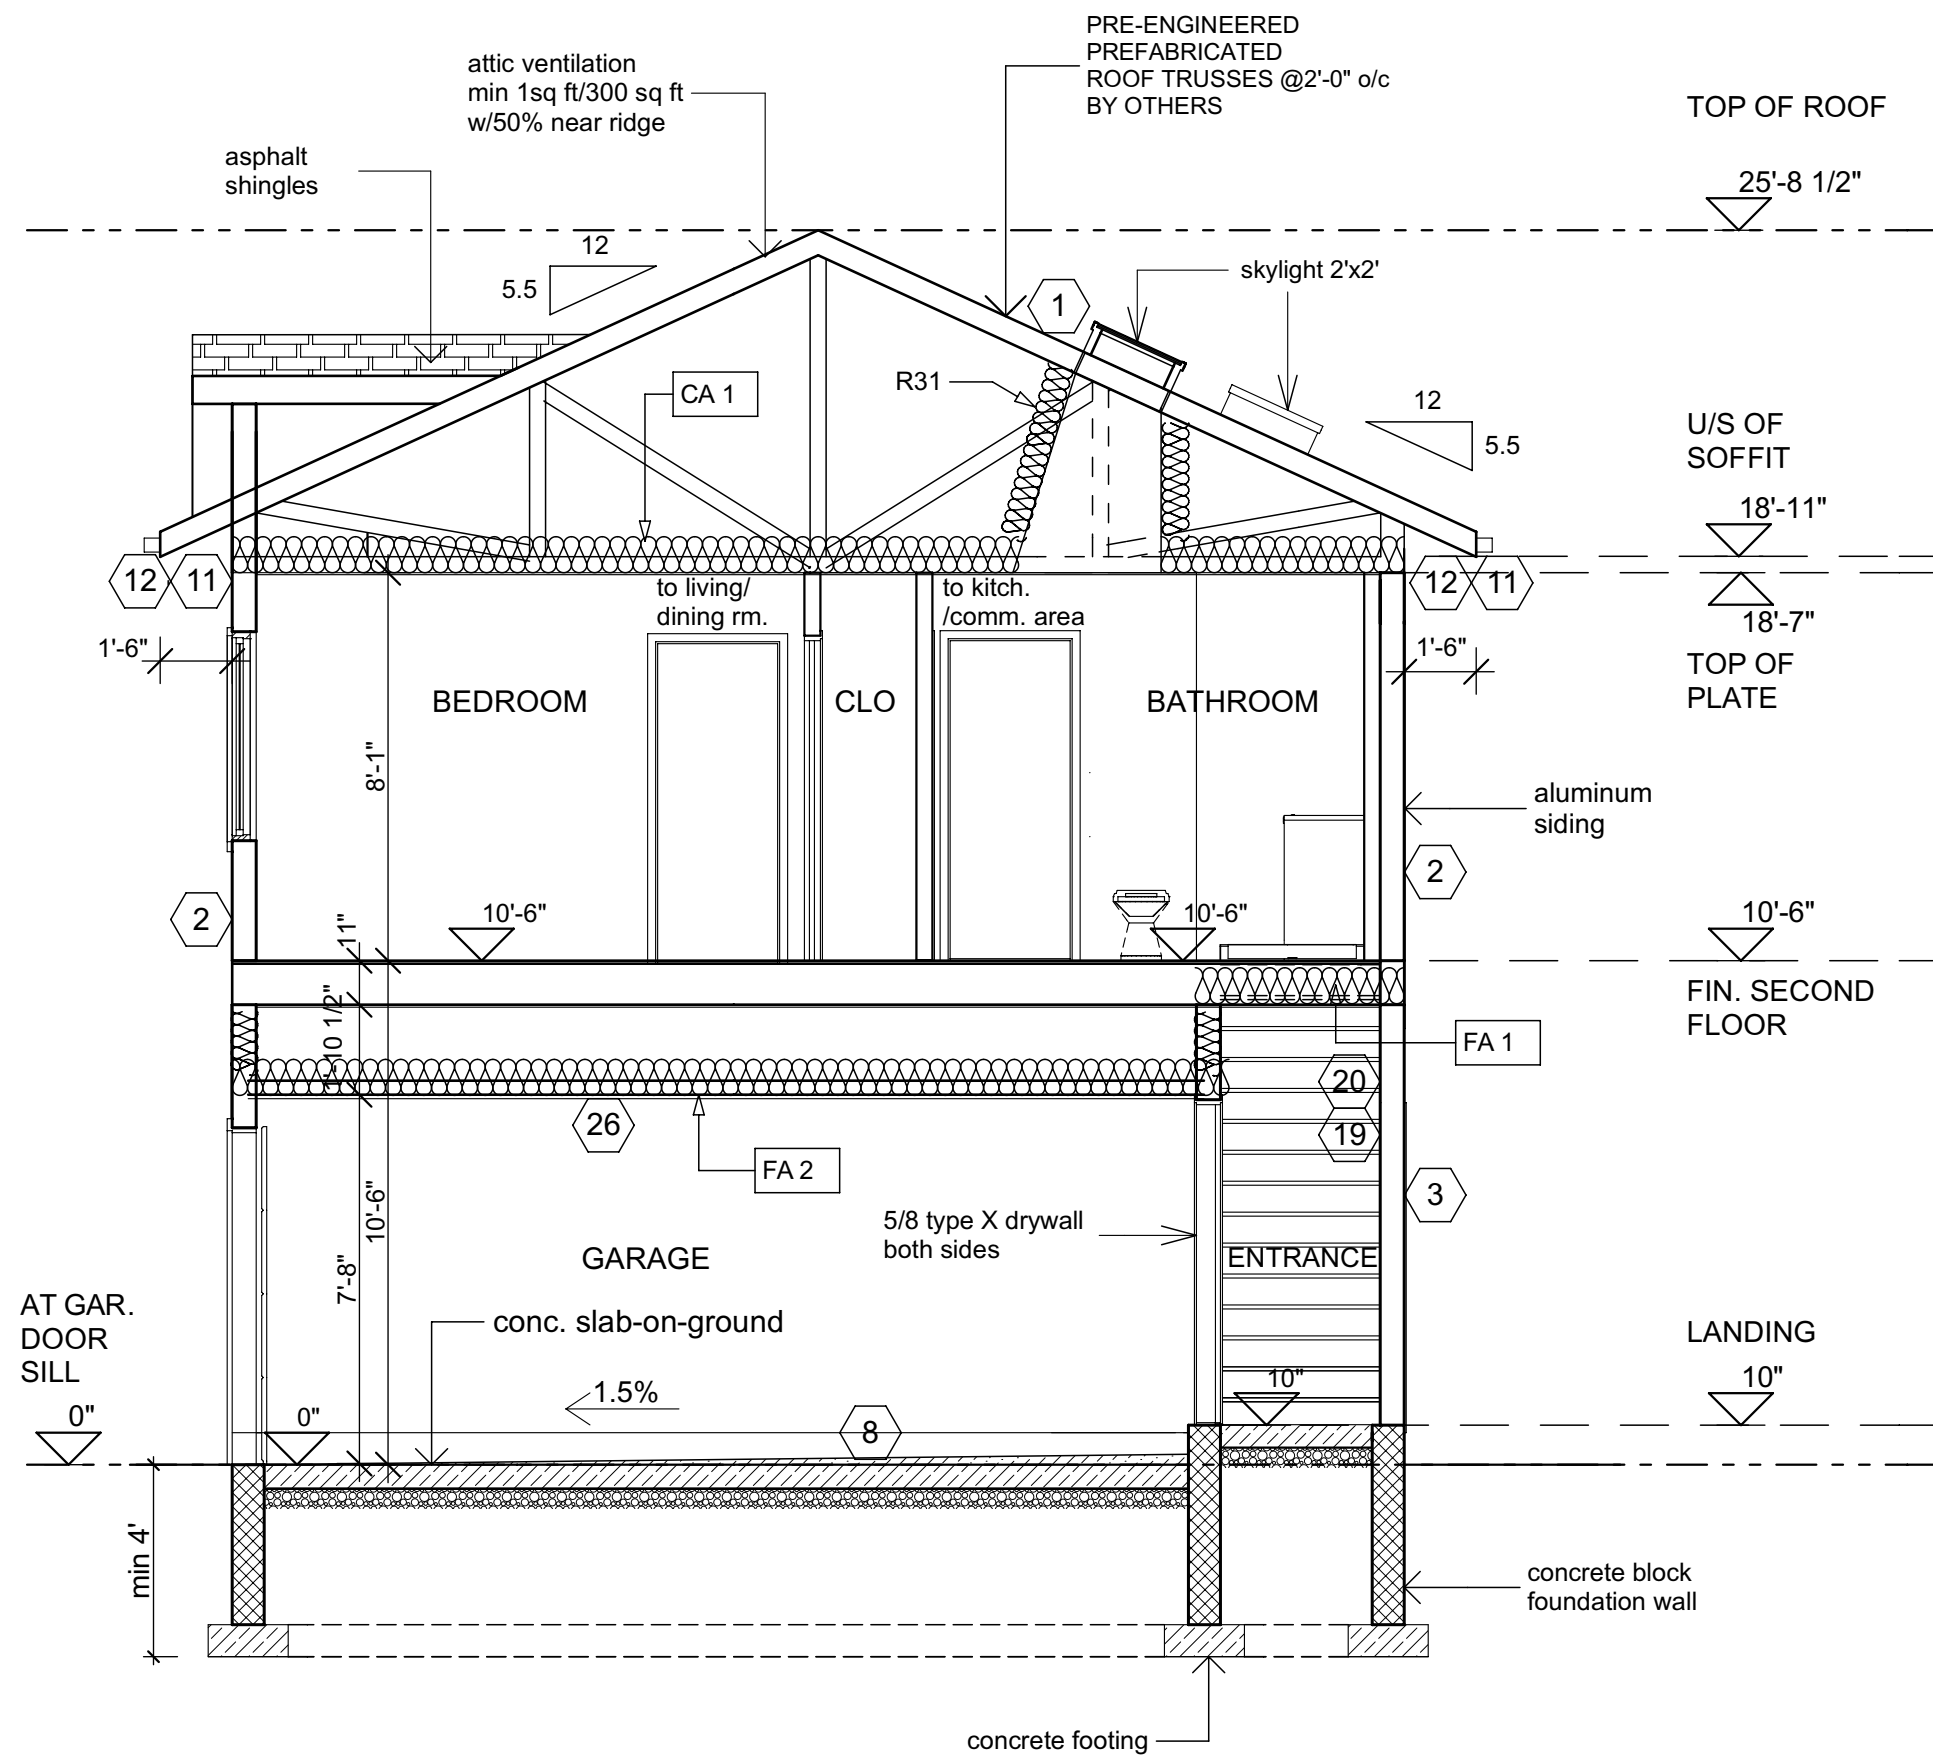 PRE-ENGINEERED
PREFABRICATED
ROOF TRUSSES @2'-0" o/c
BY OTHERS
attic ventilation
min 1sq ft/300 sq ft
w/50% near ridge
TOP OF ROOF
asphalt
shingles
25'-8 1/2"
12
5.5
skylight 2'x2'
1
R31
CA 1
12
5.5
U/S OF
SOFFIT
18'-11"
12
11
to living/
dining rm.
to kitch.
/comm. area
12
11
18'-7"
1'-6"
1'-6"
TOP OF
PLATE
BEDROOM
CLO
BATHROOM
8'-1"
aluminum
siding
2
2
10'-6"
10'-6"
10'-6"
11"
FIN. SECOND
FLOOR
1'-10 1/2"
FA 1
20
26
19
FA 2
3
10'-6"
5/8 type X drywall
both sides
GARAGE
ENTRANCE
7'-8"
AT GAR.
DOOR
SILL
conc. slab-on-ground
LANDING
1.5%
10"
10"
0"
0"
8
min 4'
concrete block
foundation wall
concrete footing